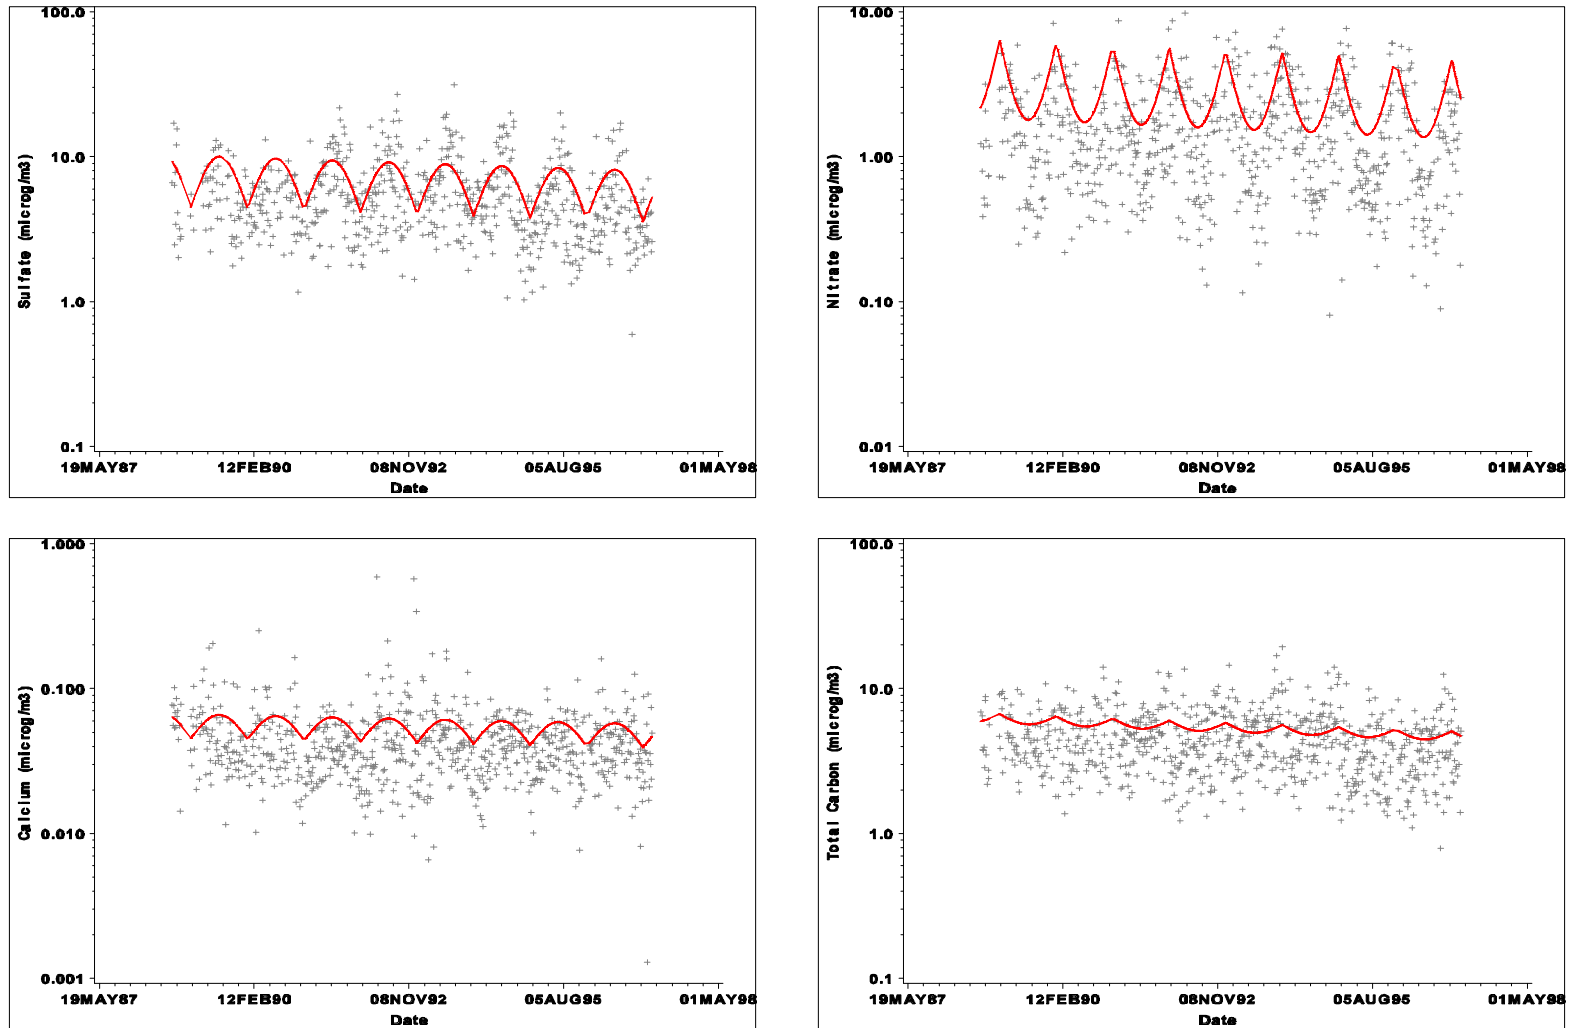 100.0
10.0
1.0
0.1
Sulfate (microg/m3)
19MAY87 12FEB90 08NOV92 05AUG95 01MAY98
Date
10.00
1.00
0.10
0.01
Nitrate (microg/m3)
19MAY87 12FEB90 08NOV92 05AUG95 01MAY98
Date
1.000
0.100
0.010
0.001
Calcium (microg/m3)
19MAY87 12FEB90 08NOV92 05AUG95 01MAY98
Date
100.0
10.0
1.0
0.1
Total Carbon (microg/m3)
19MAY87 12FEB90 08NOV92 05AUG95 01MAY98
Date